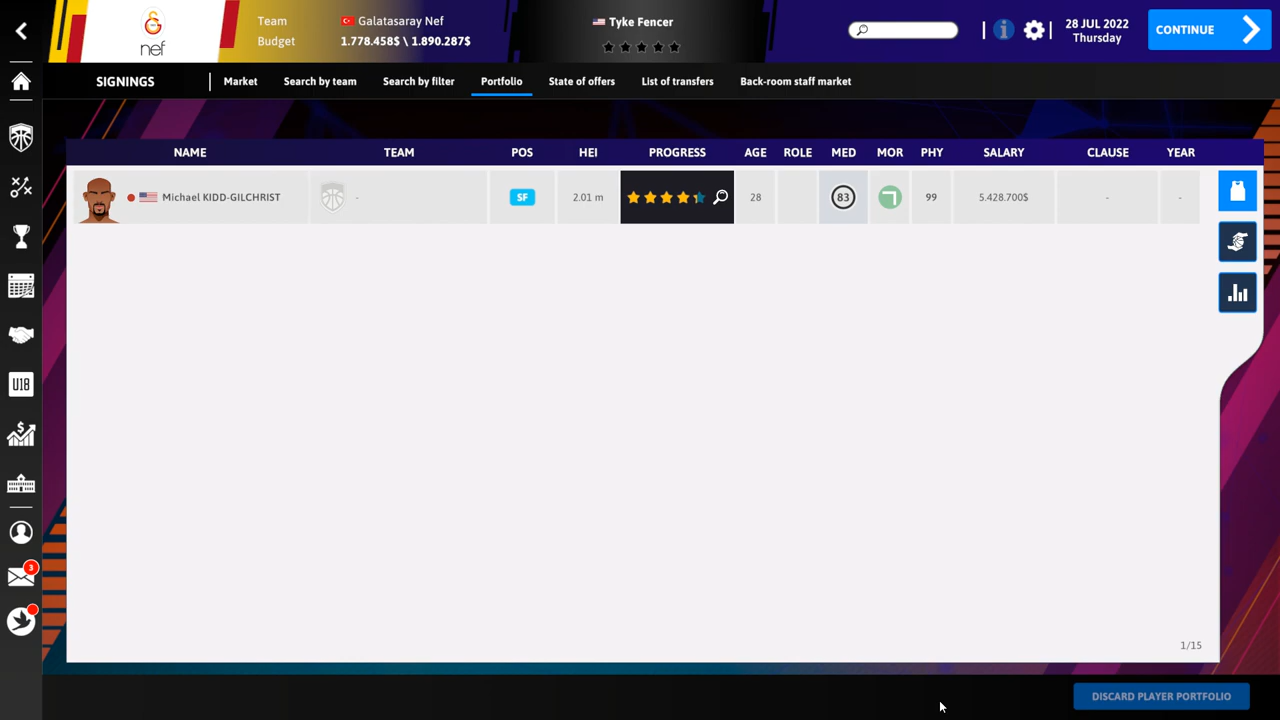 nef
Team
Galatasaray Nef
Budget
1.778.458$ \ 1.890.287$
Tyke Fencer
28 JUL 2022
Thursday
CONTINUE
SIGNINGS
Market
Search by team
Search by filter
Portfolio
State of offers
List of transfers
Back-room staff market
NAME TEAM POS HEI PROGRESS AGE ROLE MED MOR PHY SALARY CLAUSE YEAR
Michael KIDD-GILCHRIST - SF 2.01 m 28 83 99 5.428.700$ - -
U18
3
1/15
DISCARD PLAYER PORTFOLIO